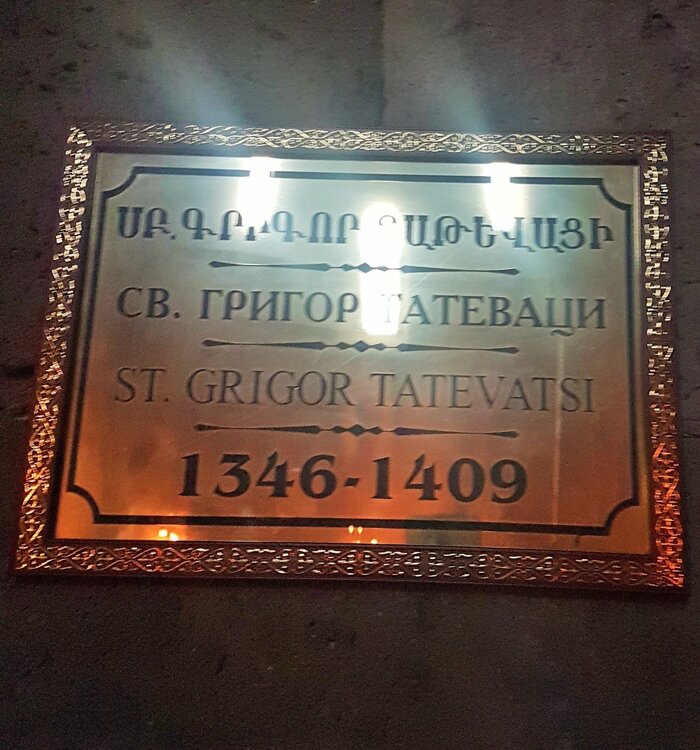 ՍԲ. ԳՐԻԳՈՐ ՏԱԹԵՎԱՑԻ
СВ. ГРИГОР ТАТЕВАЦИ
ST. GRIGOR TATEVATSI
1346-1409